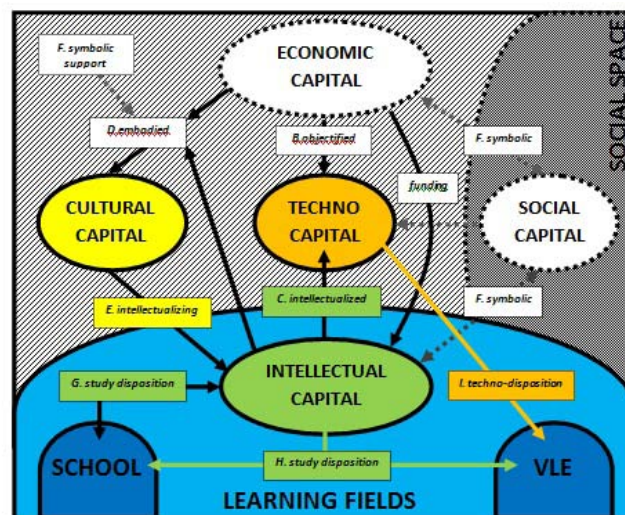 F. symbolic
support
ECONOMIC
CAPITAL
SOCIAL SPACE
D.embodied
B.objectified
F. symbolic
funding
CULTURAL
CAPITAL
TECHNO
CAPITAL
SOCIAL
CAPITAL
E. intellectualizing
C. intellectualized
F. symbolic
G. study disposition
INTELLECTUAL
CAPITAL
I. techno-disposition
SCHOOL
H. study disposition
VLE
LEARNING FIELDS